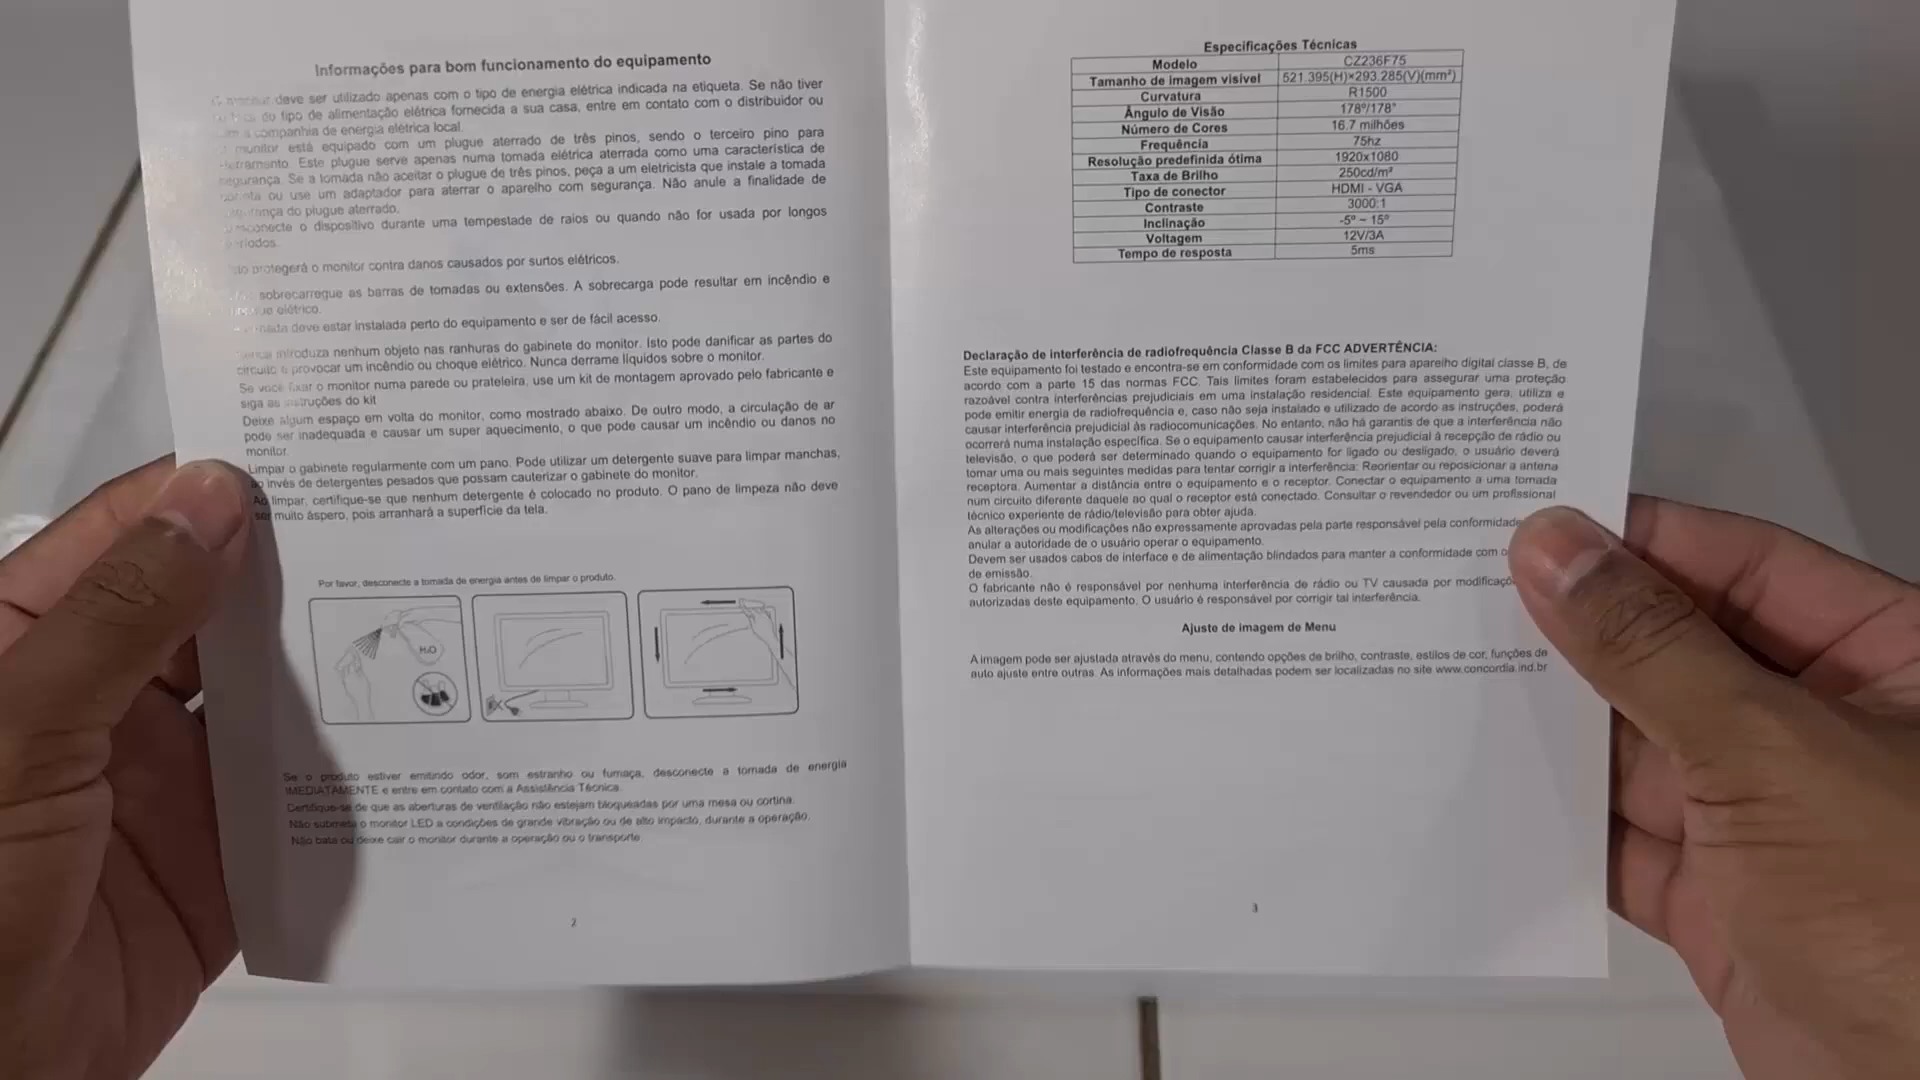 Informações para bom funcionamento do equipamento
deve ser utilizado apenas com o tipo de energia elétrica indicada na etiqueta. Se não tiver
do tipo de alimentação elétrica fornecida a sua casa, entre em contato com o distribuidor ou
a companhia de energia elétrica local.
monitor está equipado com um plugue aterrado de três pinos, sendo o terceiro pino para
Este plugue serve apenas numa tomada elétrica aterrada como uma característica de
segurança. Se a tomada não aceitar o plugue de três pinos, peça a um eletricista que instale a tomada
ou use um adaptador para aterrar o aparelho com segurança. Não anule a finalidade de
do plugue aterrado.
o dispositivo durante uma tempestade de raios ou quando não for usada por longos
protegerá o monitor contra danos causados por surtos elétricos.
sobrecarregue as barras de tomadas ou extensões. A sobrecarga pode resultar em incêndio e
elétrico.
deve estar instalada perto do equipamento e ser de fácil acesso.
introduza nenhum objeto nas ranhuras do gabinete do monitor. Isto pode danificar as partes do
circuito e provocar um incêndio ou choque elétrico. Nunca derrame líquidos sobre o monitor.
Se você fixar o monitor numa parede ou prateleira, use um kit de montagem aprovado pelo fabricante e
siga as instruções do kit
Deixe algum espaço em volta do monitor, como mostrado abaixo. De outro modo, a circulação de ar
pode ser inadequada e causar um super aquecimento, o que pode causar um incêndio ou danos no
monitor.
Limpar o gabinete regularmente com um pano. Pode utilizar um detergente suave para limpar manchas,
ao invés de detergentes pesados que possam cauterizar o gabinete do monitor.
Ao limpar, certifique-se que nenhum detergente é colocado no produto. O pano de limpeza não deve
ser muito áspero, pois arranhará a superfície da tela.
Por favor, desconecte a tomada de energia antes de limpar o produto.
H₂O
Se o produto estiver emitindo odor, som estranho ou fumaça, desconecte a tomada de energia
IMEDIATAMENTE e entre em contato com a Assistência Técnica.
Certifique-se de que as aberturas de ventilação não estejam bloqueadas por uma mesa ou cortina.
Não submeta o monitor LED a condições de grande vibração ou de alto impacto, durante a operação.
Não bata ou deixe cair o monitor durante a operação ou o transporte.
2
Especificações Técnicas
Modelo CZ236F75
Tamanho de imagem visível 521.395(H)×293.285(V)(mm²)
Curvatura R1500
Ângulo de Visão 178º/178°
Número de Cores 16.7 milhões
Frequência 75hz
Resolução predefinida ótima 1920x1080
Taxa de Brilho 250cd/m²
Tipo de conector HDMI - VGA
Contraste 3000:1
Inclinação -5º ~ 15º
Voltagem 12V/3A
Tempo de resposta 5ms
Declaração de interferência de radiofrequência Classe B da FCC ADVERTÊNCIA:
Este equipamento foi testado e encontra-se em conformidade com os limites para aparelho digital classe B, de
acordo com a parte 15 das normas FCC. Tais limites foram estabelecidos para assegurar uma proteção
razoável contra interferências prejudiciais em uma instalação residencial. Este equipamento gera, utiliza e
pode emitir energia de radiofrequência e, caso não seja instalado e utilizado de acordo as instruções, poderá
causar interferência prejudicial às radiocomunicações. No entanto, não há garantis de que a interferência não
ocorrerá numa instalação específica. Se o equipamento causar interferência prejudicial à recepção de rádio ou
televisão, o que poderá ser determinado quando o equipamento for ligado ou desligado, o usuário deverá
tomar uma ou mais seguintes medidas para tentar corrigir a interferência: Reorientar ou reposicionar a antena
receptora. Aumentar a distância entre o equipamento e o receptor. Conectar o equipamento a uma tomada
num circuito diferente daquele ao qual o receptor está conectado. Consultar o revendedor ou um profissional
técnico experiente de rádio/televisão para obter ajuda.
As alterações ou modificações não expressamente aprovadas pela parte responsável pela conformidade
anular a autoridade de o usuário operar o equipamento.
Devem ser usados cabos de interface e de alimentação blindados para manter a conformidade com o
de emissão.
O fabricante não é responsável por nenhuma interferência de rádio ou TV causada por
autorizadas deste equipamento. O usuário é responsável por corrigir tal interferência.
Ajuste de imagem de Menu
A imagem pode ser ajustada através do menu, contendo opções de brilho, contraste, estilos de cor, funções de
auto ajuste entre outras. As informações mais detalhadas podem ser localizadas no site www.concordia.ind.br
3